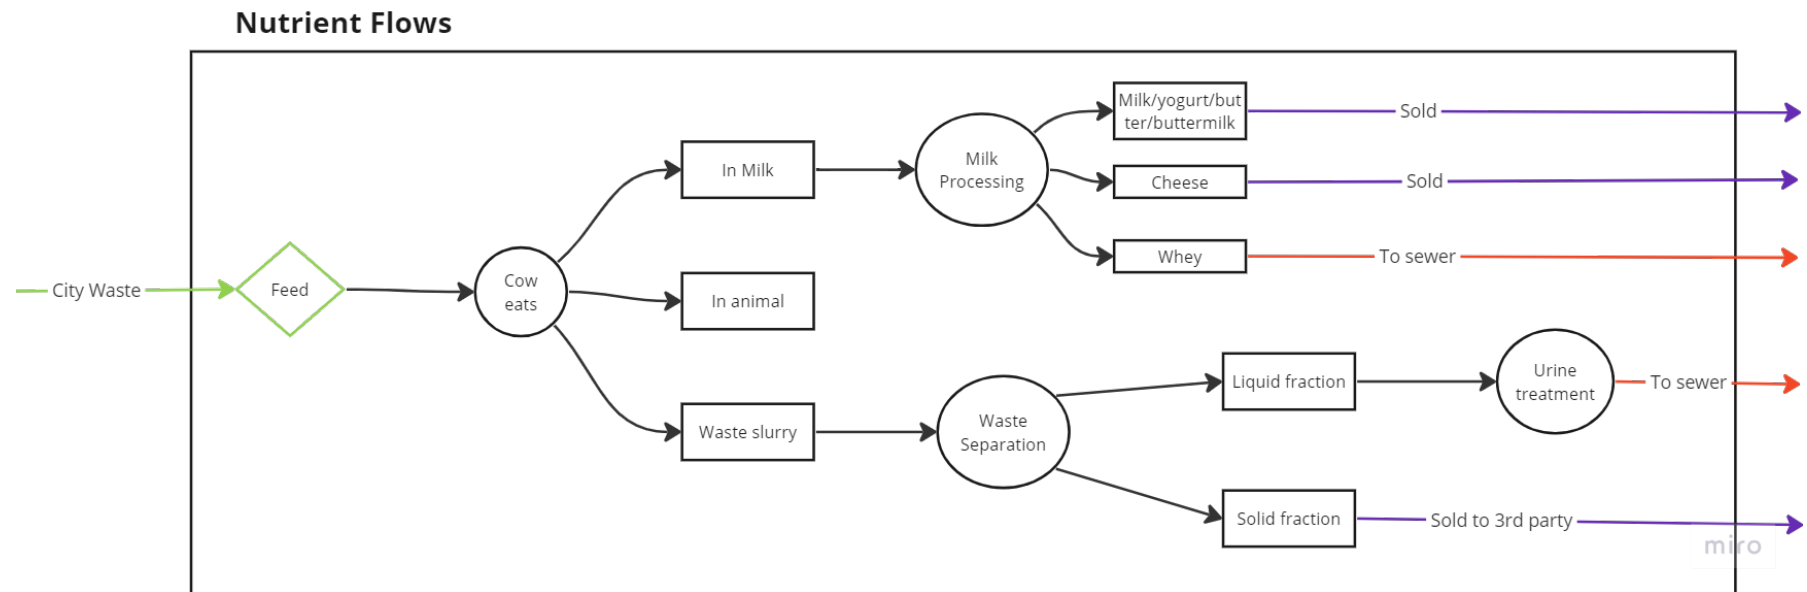 Nutrient Flows
City Waste
Feed
Cow
eats
In Milk
In animal
Waste slurry
Milk
Processing
Milk/yogurt/but
ter/buttermilk
Sold
Cheese
Sold
Whey
To sewer
Waste
Separation
Liquid fraction
Urine
treatment
To sewer
Solid fraction
Sold to 3rd party
miro